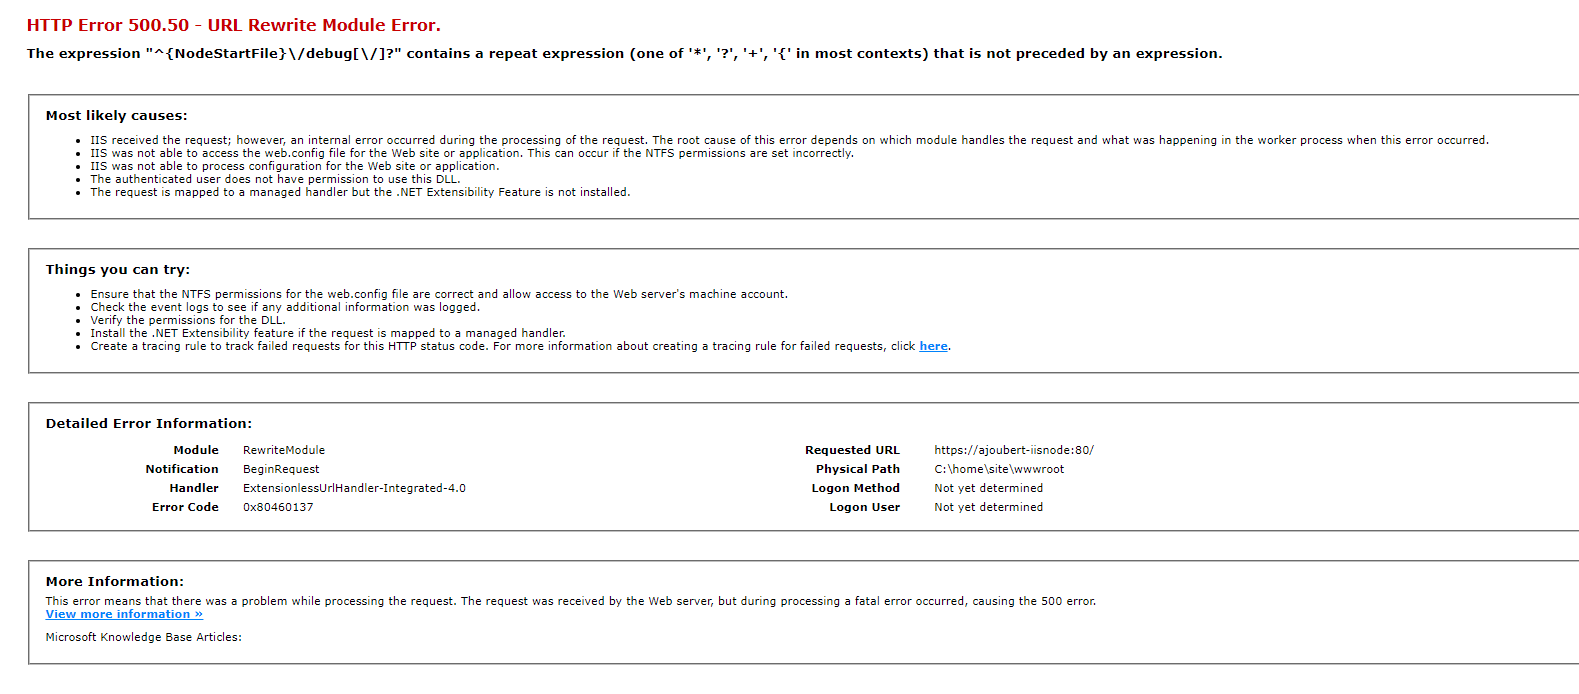 HTTP Error 500.50 - URL Rewrite Module Error.
The expression "^{NodeStartFile}\/debug[\/]?" contains a repeat expression (one of '*', '?', '+', '{' in most contexts) that is not preceded by an expression.
Most likely causes:
• IIS received the request; however, an internal error occurred during the processing of the request. The root cause of this error depends on which module handles the request and what was happening in the worker process when this error occurred.
• IIS was not able to access the web.config file for the Web site or application. This can occur if the NTFS permissions are set incorrectly.
• IIS was not able to process configuration for the Web site or application.
• The authenticated user does not have permission to use this DLL.
• The request is mapped to a managed handler but the .NET Extensibility Feature is not installed.
Things you can try:
• Ensure that the NTFS permissions for the web.config file are correct and allow access to the Web server's machine account.
• Check the event logs to see if any additional information was logged.
• Verify the permissions for the DLL.
• Install the .NET Extensibility feature if the request is mapped to a managed handler.
• Create a tracing rule to track failed requests for this HTTP status code. For more information about creating a tracing rule for failed requests, click here.
Detailed Error Information:
Module RewriteModule Requested URL https://ajoubert-iisnode:80/
Notification BeginRequest Physical Path C:\home\site\wwwroot
Handler ExtensionlessUrlHandler-Integrated-4.0 Logon Method Not yet determined
Error Code 0x80460137 Logon User Not yet determined
More Information:
This error means that there was a problem while processing the request. The request was received by the Web server, but during processing a fatal error occurred, causing the 500 error.
View more information »
Microsoft Knowledge Base Articles: